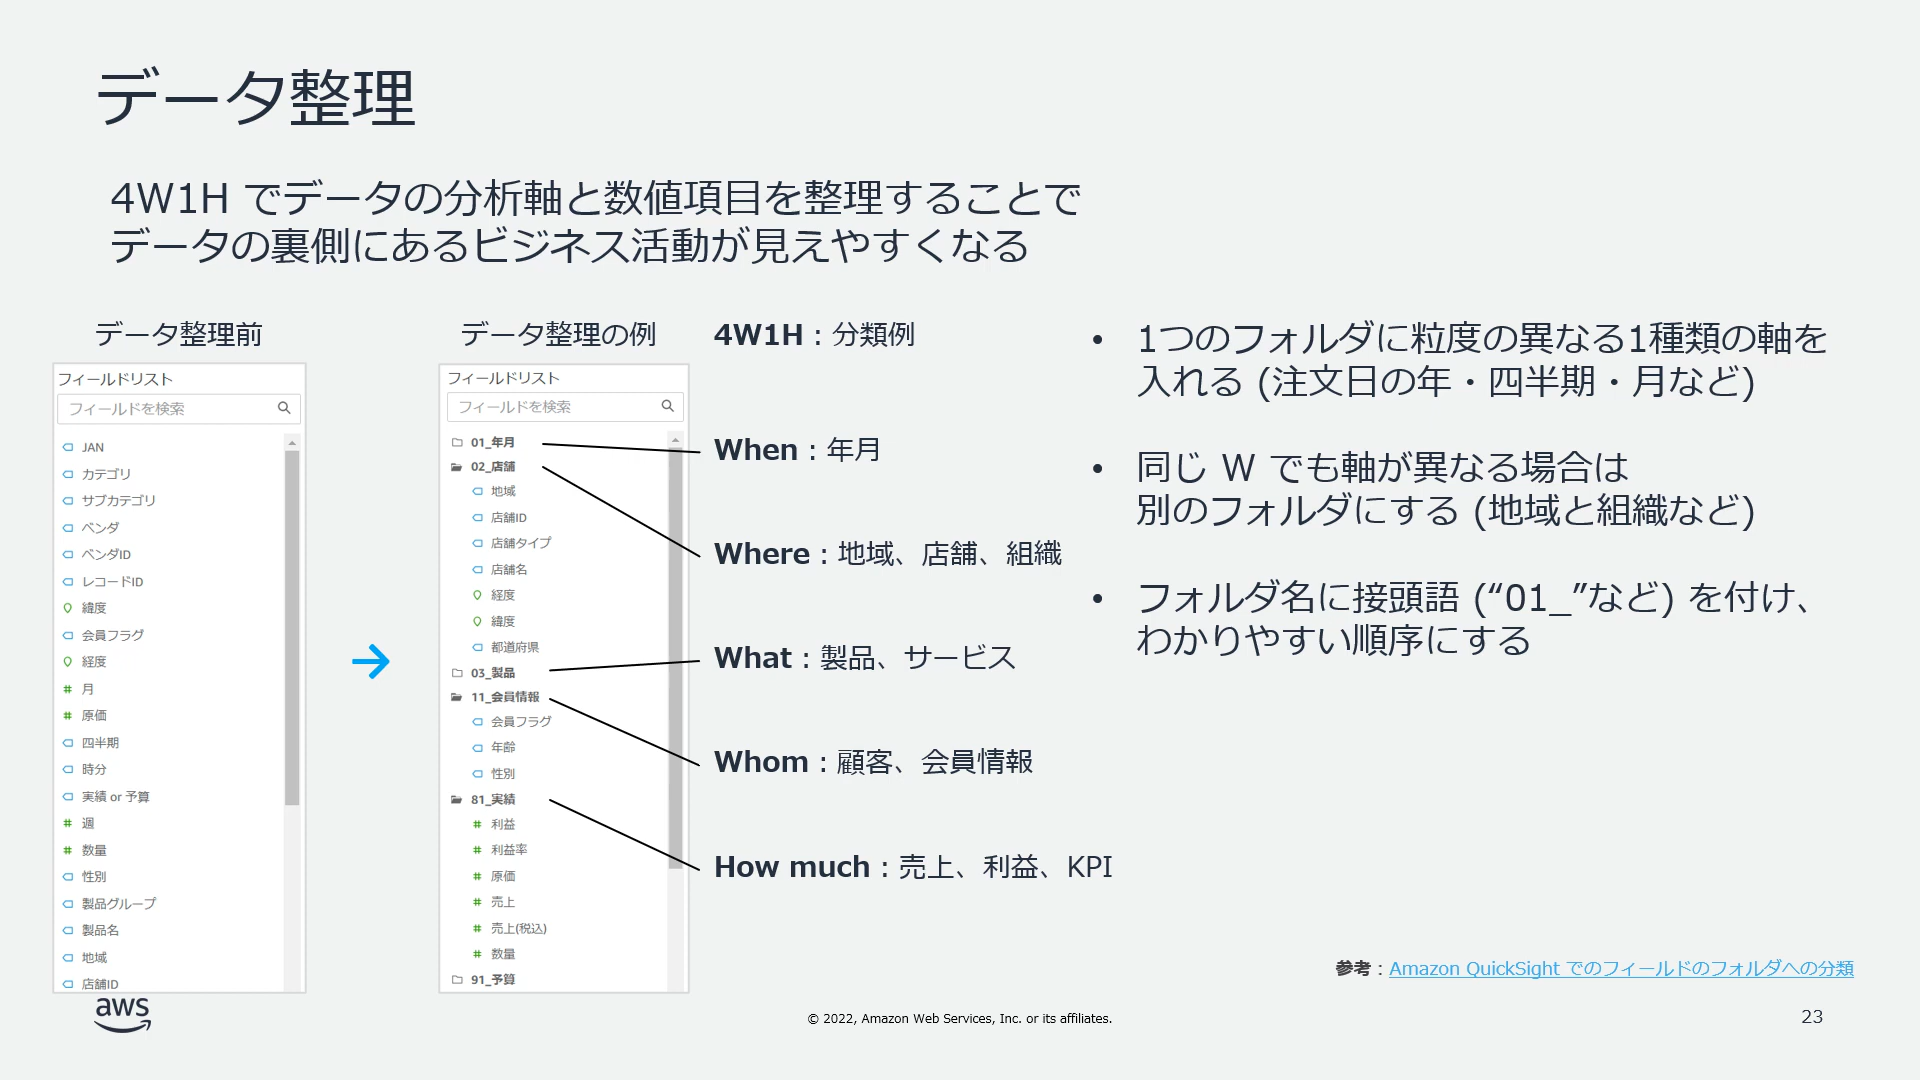 データ整理
4W1H でデータの分析軸と数値項目を整理することで
データの裏側にあるビジネス活動が見えやすくなる
データ整理前
フィールドリスト
フィールドを検索
JAN
カテゴリ
サブカテゴリ
ベンダ
ベンダID
レコードID
緯度
会員フラグ
経度
月
原価
四半期
時分
実績 or 予算
週
数量
性別
製品グループ
製品名
地域
店舗ID
データ整理の例
フィールドリスト
フィールドを検索
01_年月
02_店舗
地域
店舗ID
店舗タイプ
店舗名
経度
緯度
都道府県
03_製品
11_会員情報
会員フラグ
年齢
性別
81_実績
利益
利益率
原価
売上
売上(税込)
数量
91_予算
4W1H : 分類例
When : 年月
Where : 地域、店舗、組織
What : 製品、サービス
Whom : 顧客、会員情報
How much : 売上、利益、KPI
• 1つのフォルダに粒度の異なる1種類の軸を
入れる (注文日の年・四半期・月など)
• 同じ W でも軸が異なる場合は
別のフォルダにする (地域と組織など)
• フォルダ名に接頭語 (“01_”など) を付け、
わかりやすい順序にする
参考 : Amazon QuickSight でのフィールドのフォルダへの分類
aws
© 2022, Amazon Web Services, Inc. or its affiliates.
23